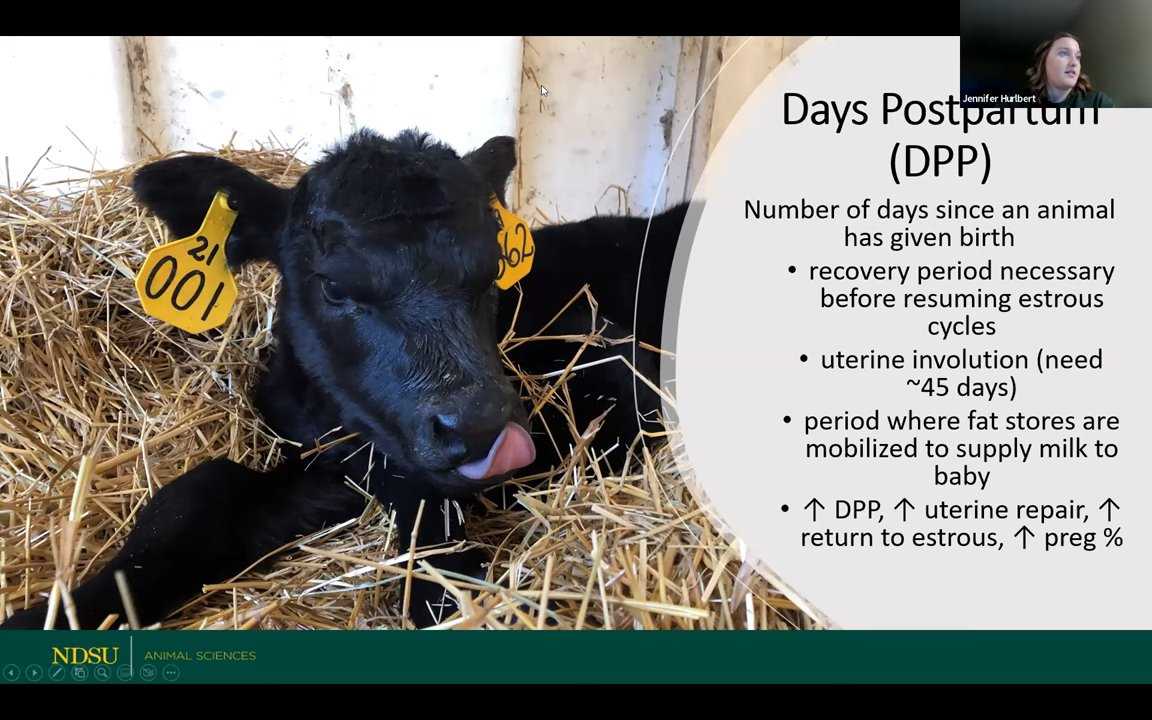 Jennifer Hurlbert
Days Postpartum
(DPP)
Number of days since an animal
has given birth
• recovery period necessary
before resuming estrous
cycles
• uterine involution (need
~45 days)
• period where fat stores are
mobilized to supply milk to
baby
• ↑ DPP, ↑ uterine repair, ↑
return to estrous, ↑ preg %
21
001
662
NDSU
ANIMAL SCIENCES